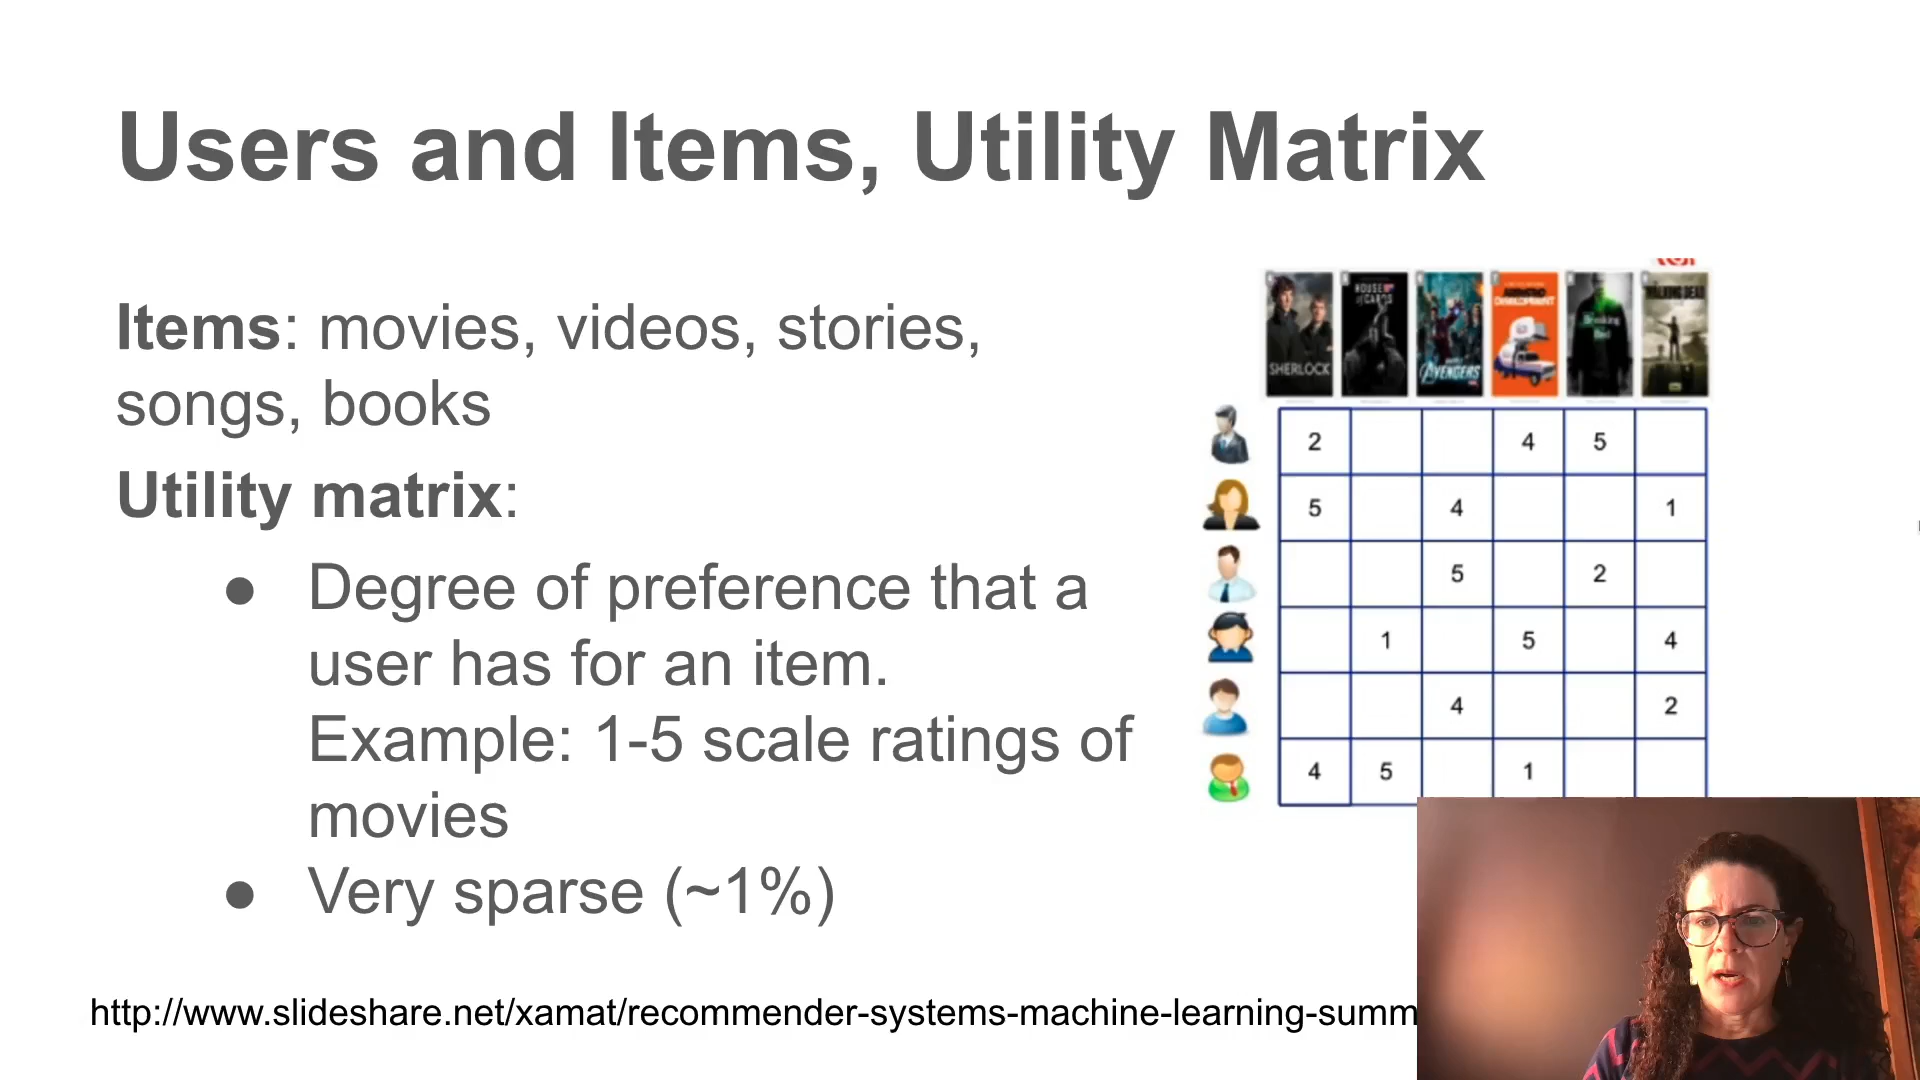 Users and Items, Utility Matrix
Items: movies, videos, stories,
songs, books
Utility matrix:
● Degree of preference that a
user has for an item.
Example: 1-5 scale ratings of
movies
● Very sparse (~1%)
SHERLOCK
HOUSE
of CARDS
AVENGERS
DEVELOPMENT
Breaking
Bad
WALKING DEAD
2 4 5
5 4 1
5 2
1 5 4
4 2
4 5 1
http://www.slideshare.net/xamat/recommender-systems-machine-learning-summ